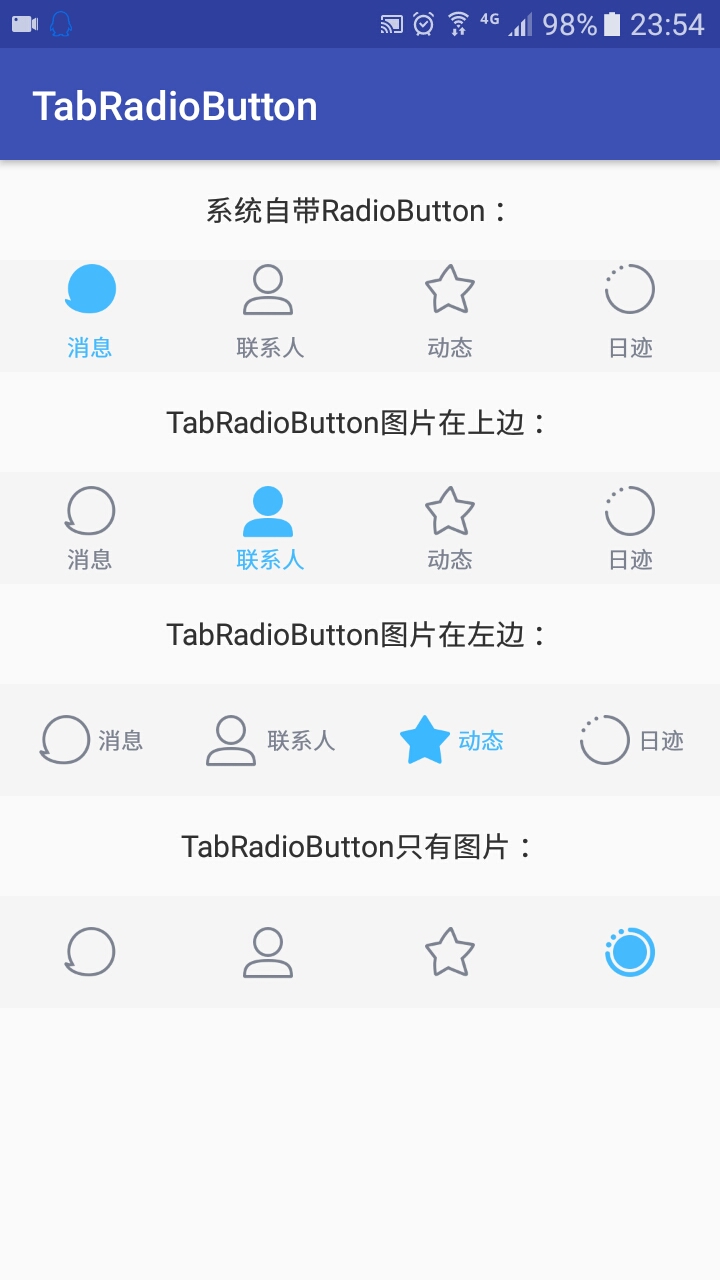 4G 98% 23:54
TabRadioButton
系统自带RadioButton：
消息 联系人 动态 日迹
TabRadioButton图片在上边：
消息 联系人 动态 日迹
TabRadioButton图片在左边：
消息 联系人 动态 日迹
TabRadioButton只有图片：